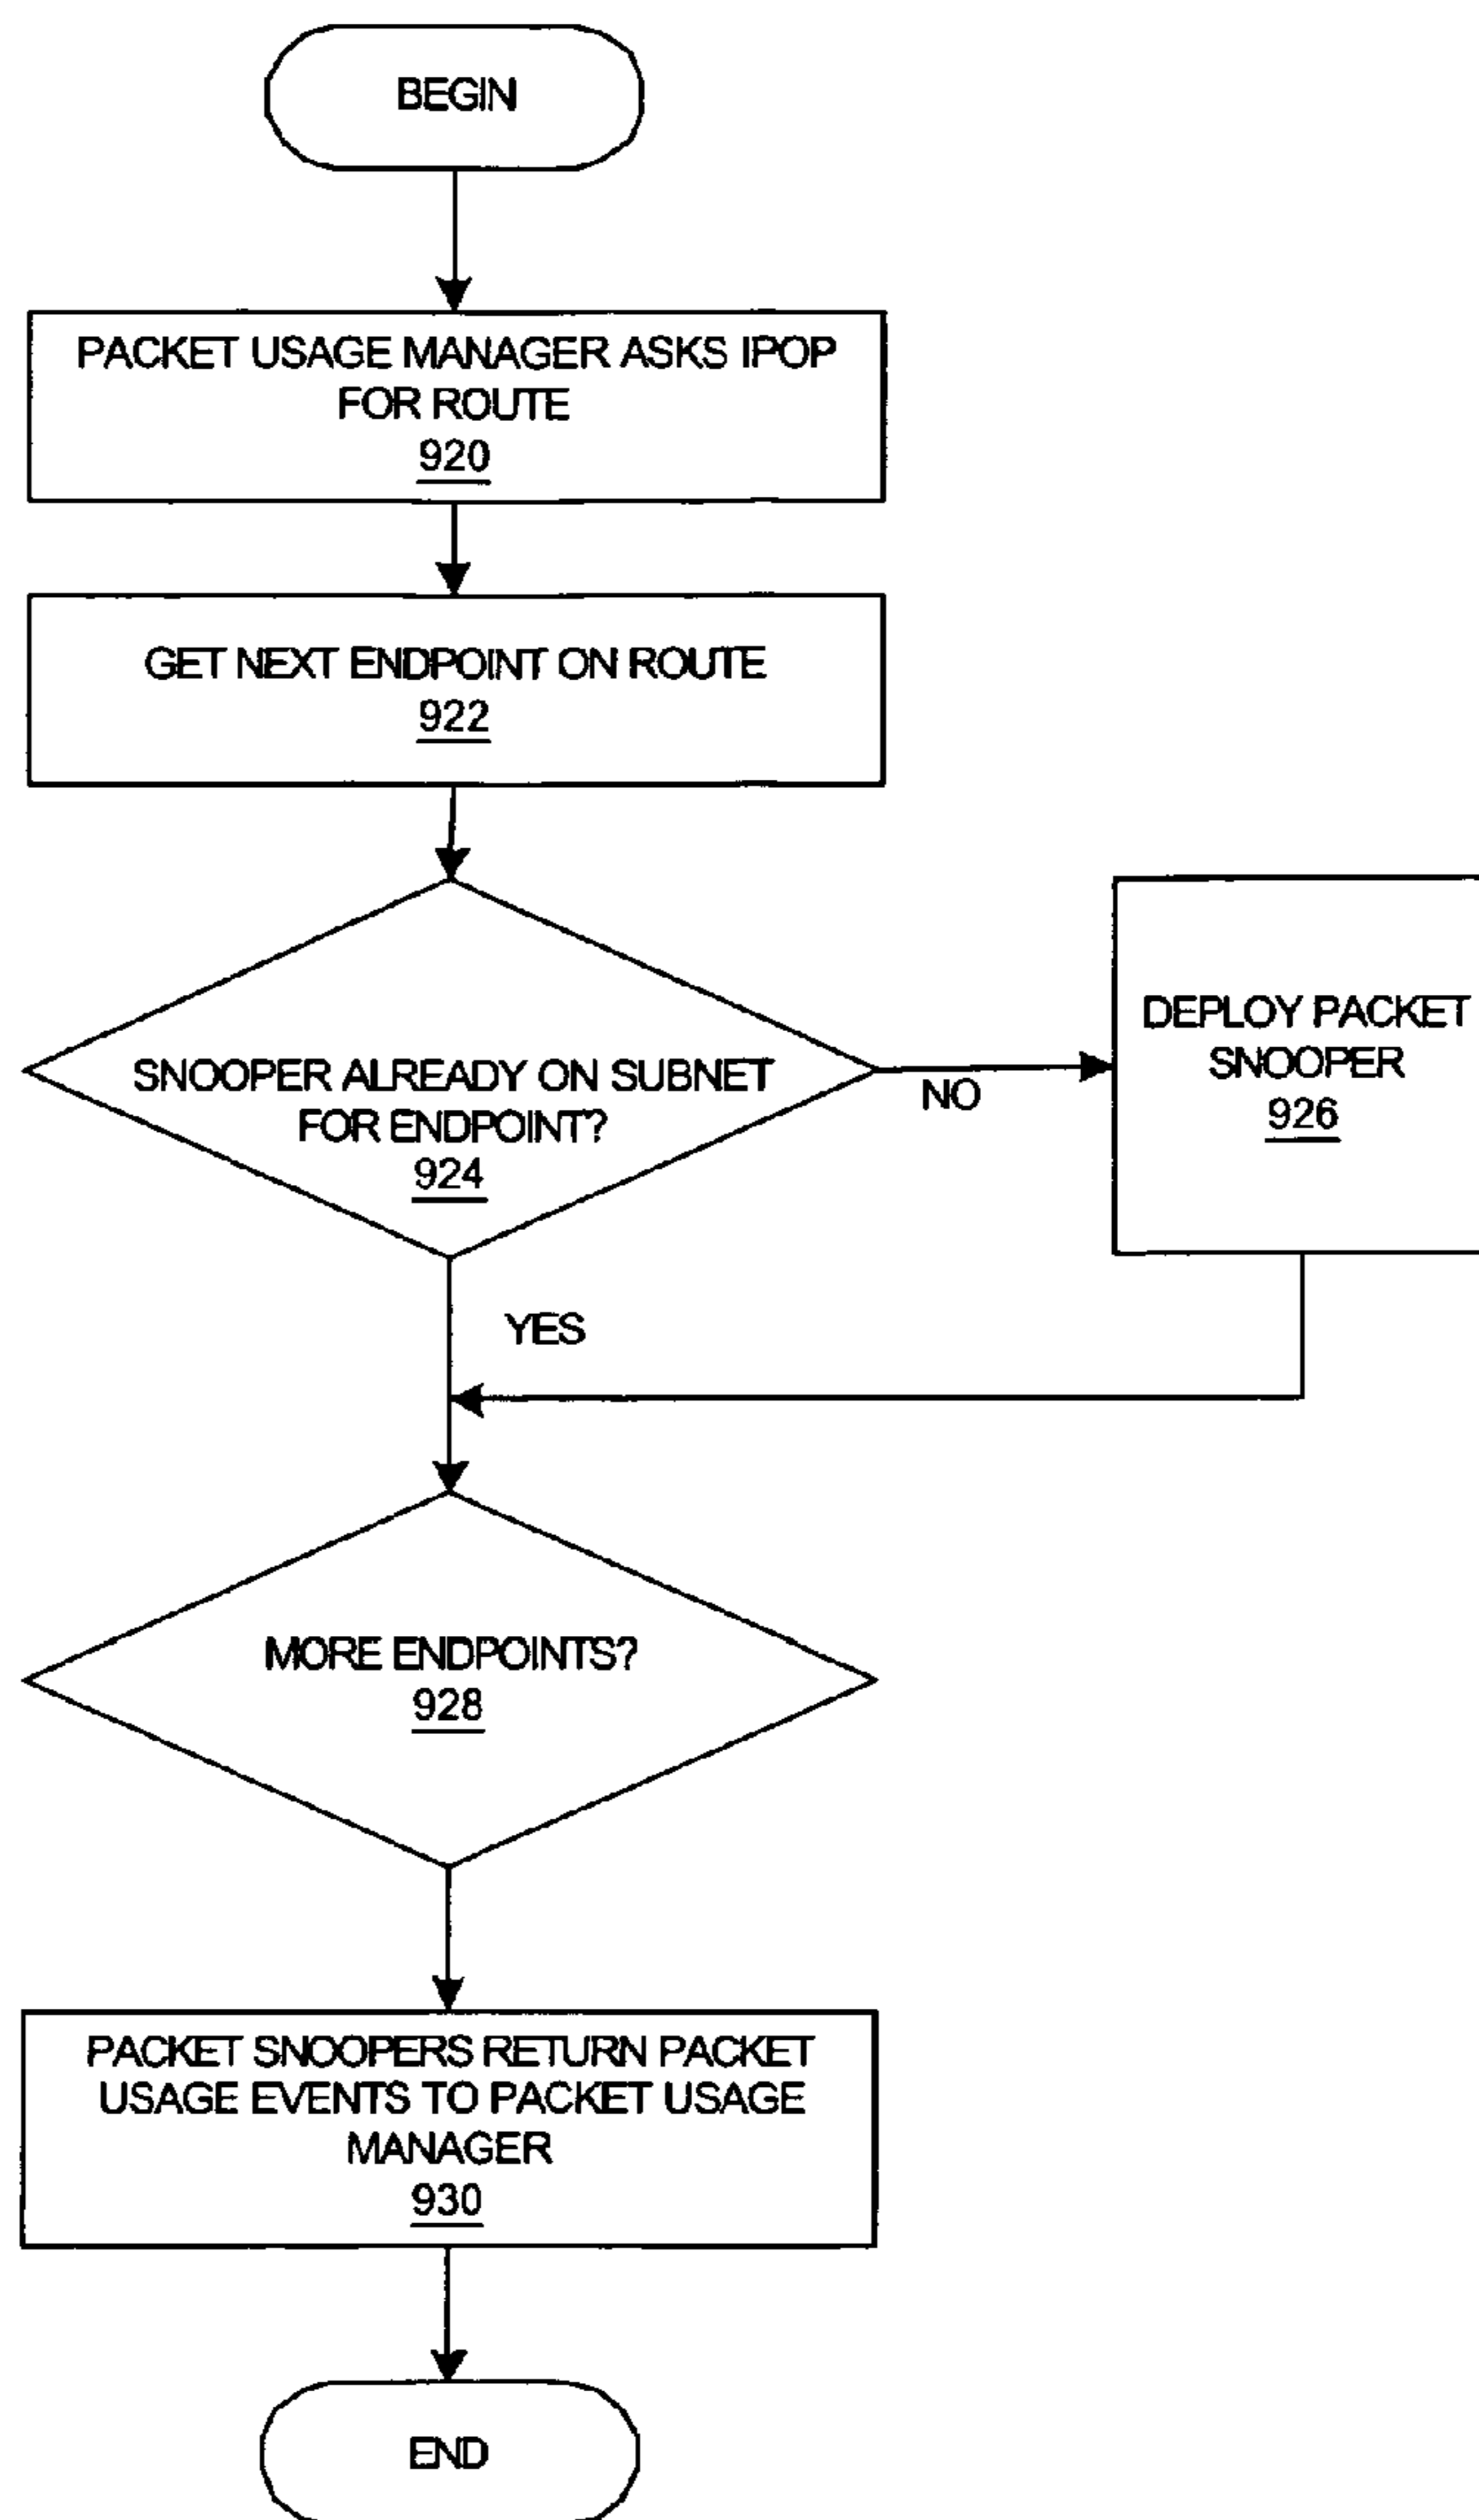 BEGIN
PACKET USAGE MANAGER ASKS IPOP
FOR ROUTE
920
GET NEXT ENDPOINT ON ROUTE
922
SNOOPER ALREADY ON SUBNET
FOR ENDPOINT?
924
NO
DEPLOY PACKET
SNOOPER
926
YES
MORE ENDPOINTS?
928
PACKET SNOOPERS RETURN PACKET
USAGE EVENTS TO PACKET USAGE
MANAGER
930
END